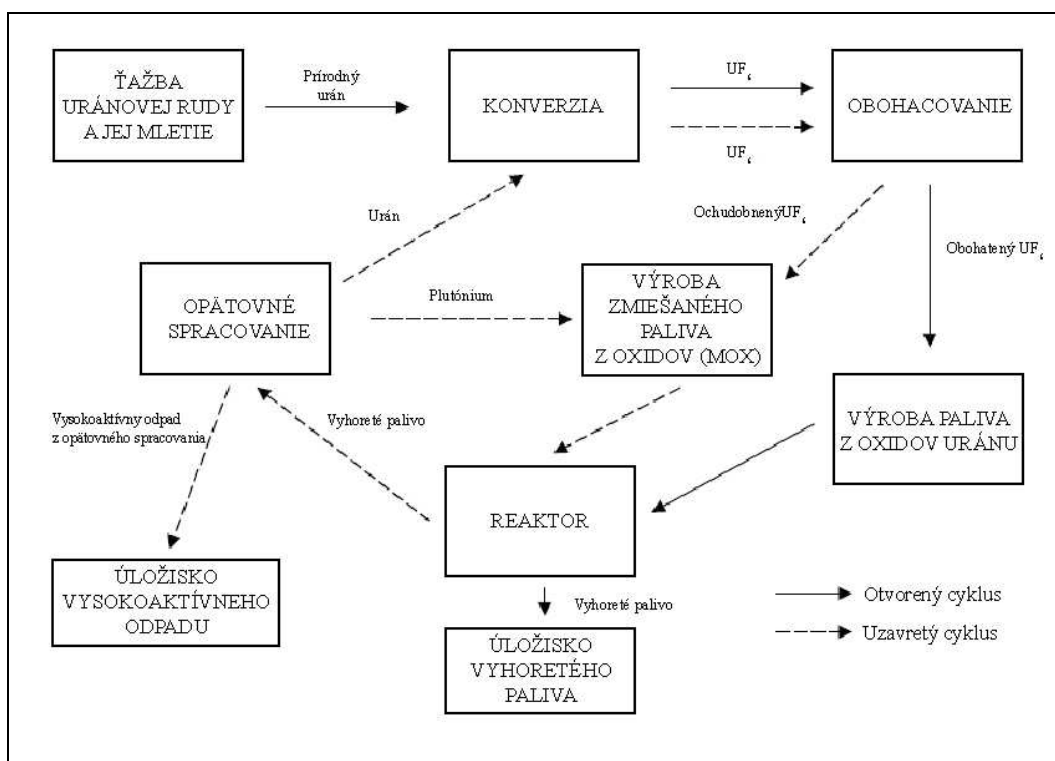 ŤAŽBA
URÁNOVEJ RUDY
A JEJ MLETIE
Prírodný
urán
KONVERZIA
UF₆
UF₆
OBOHACOVANIE
Urán
Ochudobnený UF₆
Obohatený UF₆
OPÄTOVNÉ
SPRACOVANIE
Plutónium
VÝROBA
ZMIEŠANÉHO
PALIVA
Z OXIDOV (MOX)
Vysokoaktívny odpad
z opätovného spracovania
Vyhoreté palivo
VÝROBA PALIVA
Z OXIDOV URÁNU
REAKTOR
ÚLOŽISKO
VYSOKOAKTÍVNEHO
ODPADU
Vyhoreté palivo
ÚLOŽISKO
VYHORETÉHO
PALIVA
Otvorený cyklus
Uzavretý cyklus